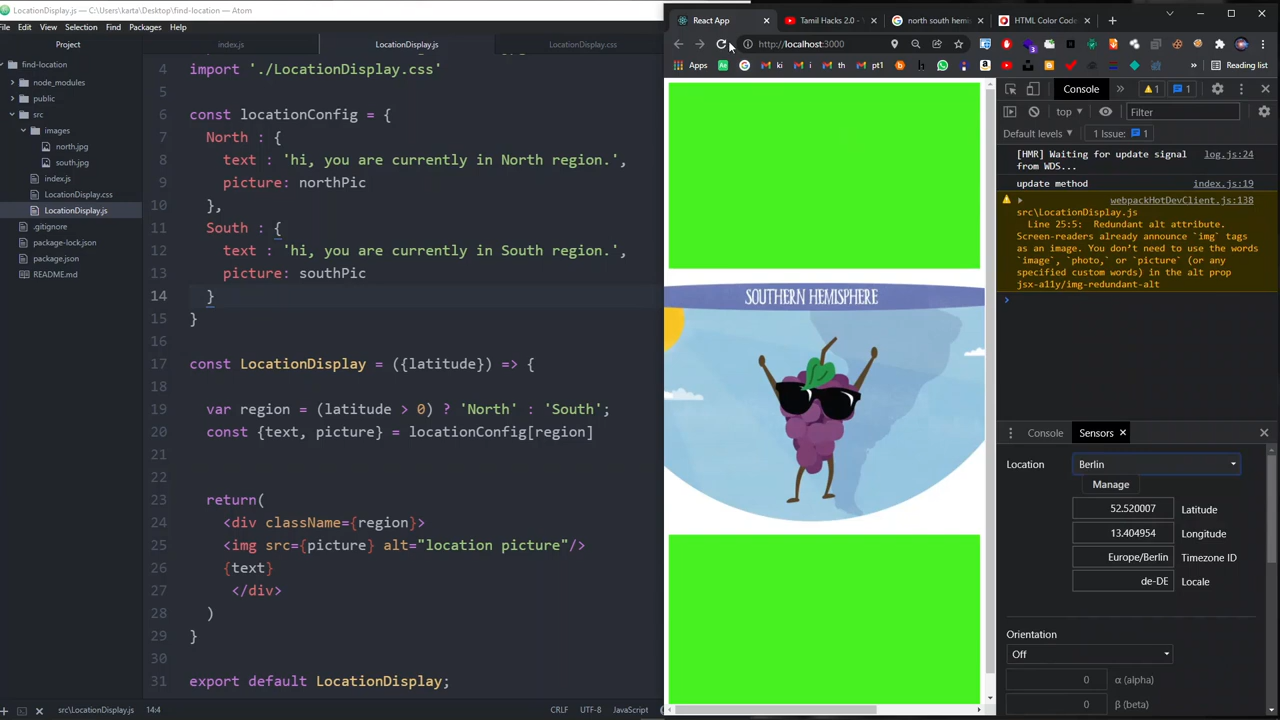 LocationDisplay.js — C:\Users\karta\Desktop\find-location — Atom
File Edit View Selection Find Packages Help
Project
find-location
node_modules
public
src
images
north.jpg
south.jpg
index.js
LocationDisplay.css
LocationDisplay.js
.gitignore
package-lock.json
package.json
README.md
index.js LocationDisplay.js LocationDisplay.css
4 import './LocationDisplay.css'
5
6 const locationConfig = {
7 North : {
8 text : 'hi, you are currently in North region.',
9 picture: northPic
10 },
11 South : {
12 text : 'hi, you are currently in South region.',
13 picture: southPic
14 }
15 }
16
17 const LocationDisplay = ({latitude}) => {
18
19 var region = (latitude > 0) ? 'North' : 'South';
20 const {text, picture} = locationConfig[region]
21
22
23 return(
24 <div className={region}>
25 <img src={picture} alt="location picture"/>
26 {text}
27 </div>
28 )
29 }
30
31 export default LocationDisplay;
src\LocationDisplay.js 14:4 CRLF UTF-8 JavaScript
React App Tamil Hacks 2.0 - north south hemi HTML Color Code
http://localhost:3000
Apps ki i th pt1 b h Reading list
SOUTHERN HEMISPHERE
Console 1 1
top Filter
Default levels 1 Issue: 1
[HMR] Waiting for update signal log.js:24
from WDS...
update method index.js:19
webpackHotDevClient.js:138
src\LocationDisplay.js
Line 25:5: Redundant alt attribute.
Screen-readers already announce `img` tags
as an image. You don't need to use the words
`image`, `photo,` or `picture` (or any
specified custom words) in the alt prop
jsx-a11y/img-redundant-alt
Console Sensors
Location Berlin
Manage
52.520007 Latitude
13.404954 Longitude
Europe/Berlin Timezone ID
de-DE Locale
Orientation
Off
0 α (alpha)
0 β (beta)